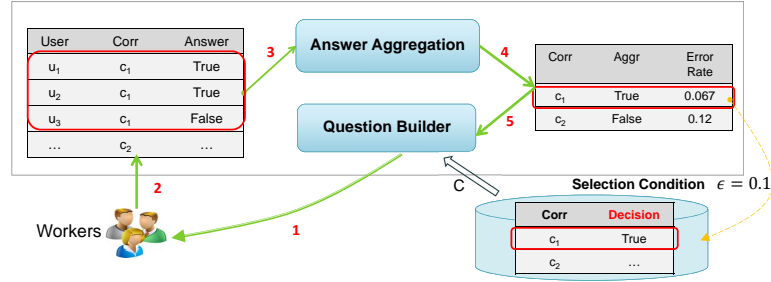 User Corr Answer
u1 c1 True
u2 c1 True
u3 c1 False
... c2 ...
3
Answer Aggregation
4
Corr Aggr Error Rate
c1 True 0.067
c2 False 0.12
5
Question Builder
2
1
Workers
C
Selection Condition ϵ = 0.1
Corr Decision
c1 True
c2 ...